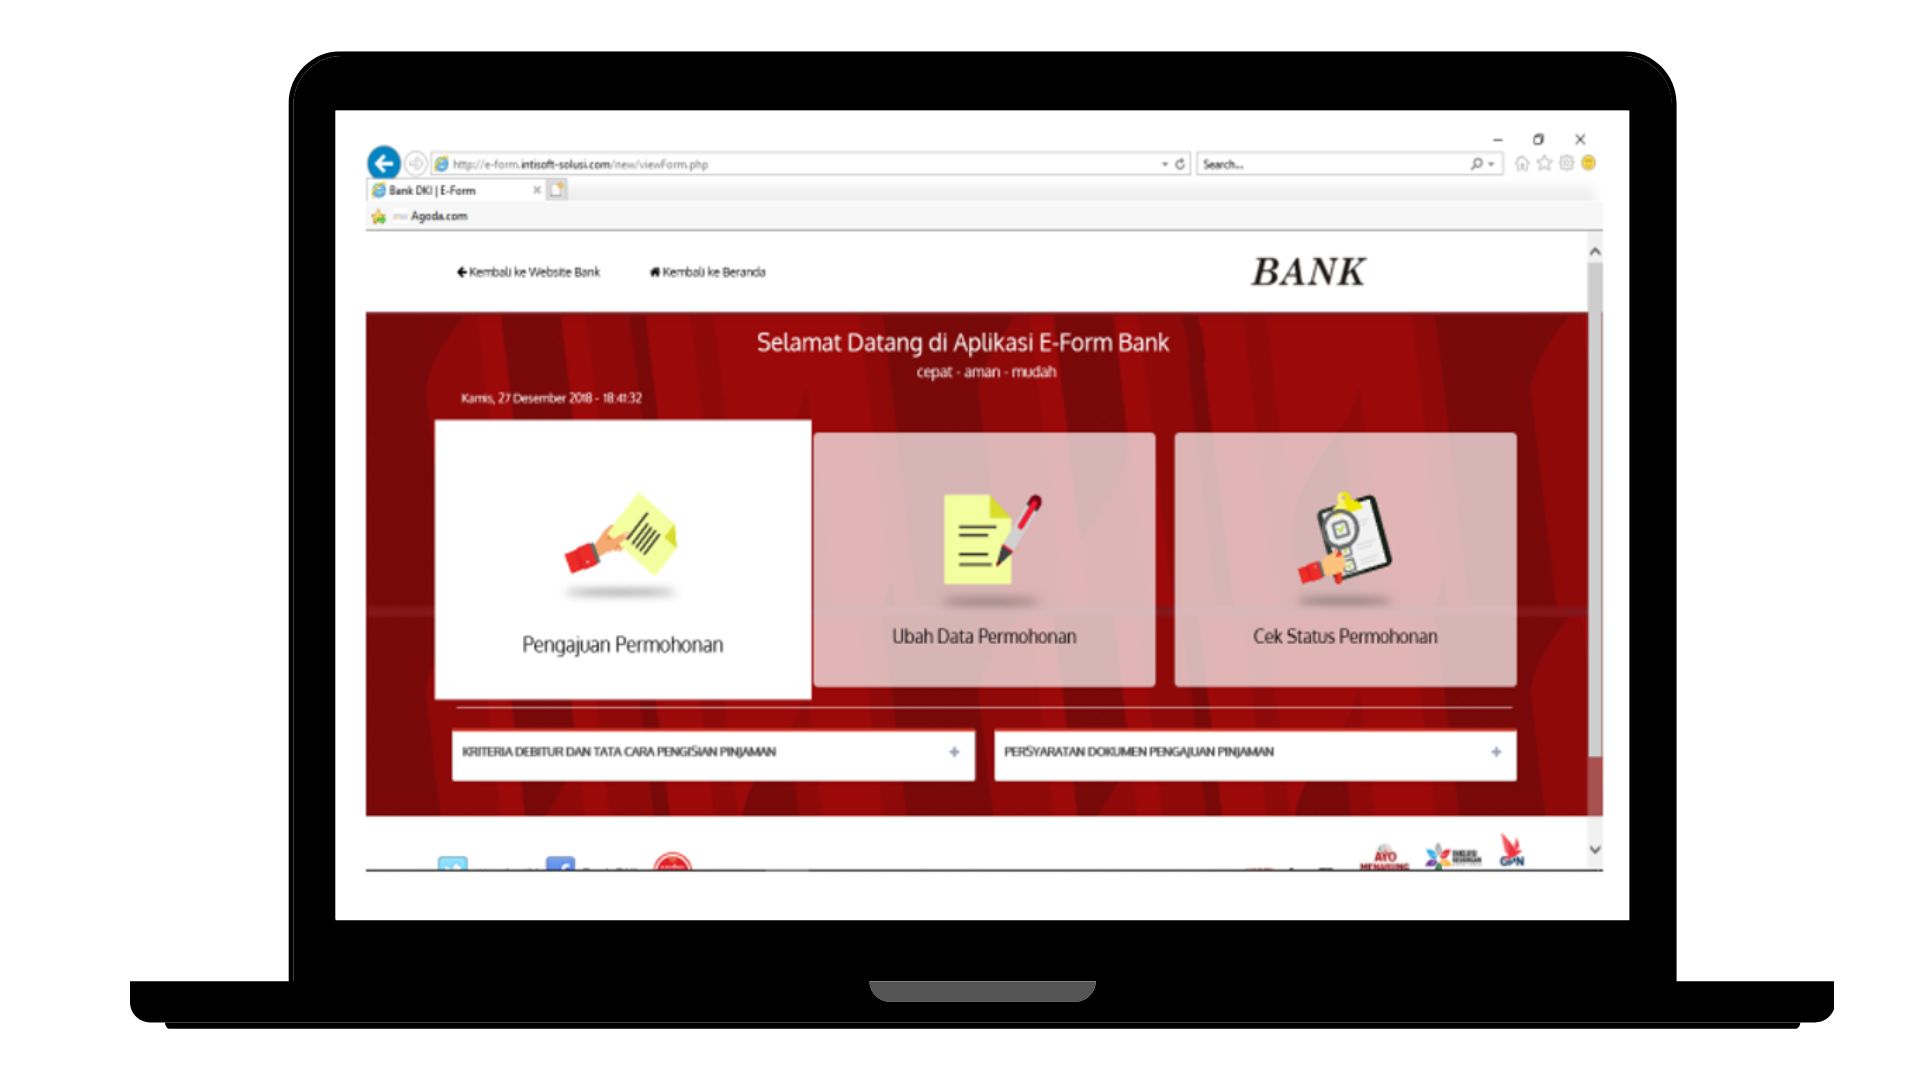 http://e-form.intisoft-solusi.com/new/viewForm.php
Search...
Bank DKI | E-Form
Agoda.com
Kembali ke Website Bank
Kembali ke Beranda
BANK
Selamat Datang di Aplikasi E-Form Bank
cepat - aman - mudah
Kamis, 27 Desember 2018 - 18:41:32
Pengajuan Permohonan
Ubah Data Permohonan
Cek Status Permohonan
KRITERIA DEBITUR DAN TATA CARA PENGISIAN PINJAMAN
PERSYARATAN DOKUMEN PENGAJUAN PINJAMAN
AYO
MENABUNG
GPN